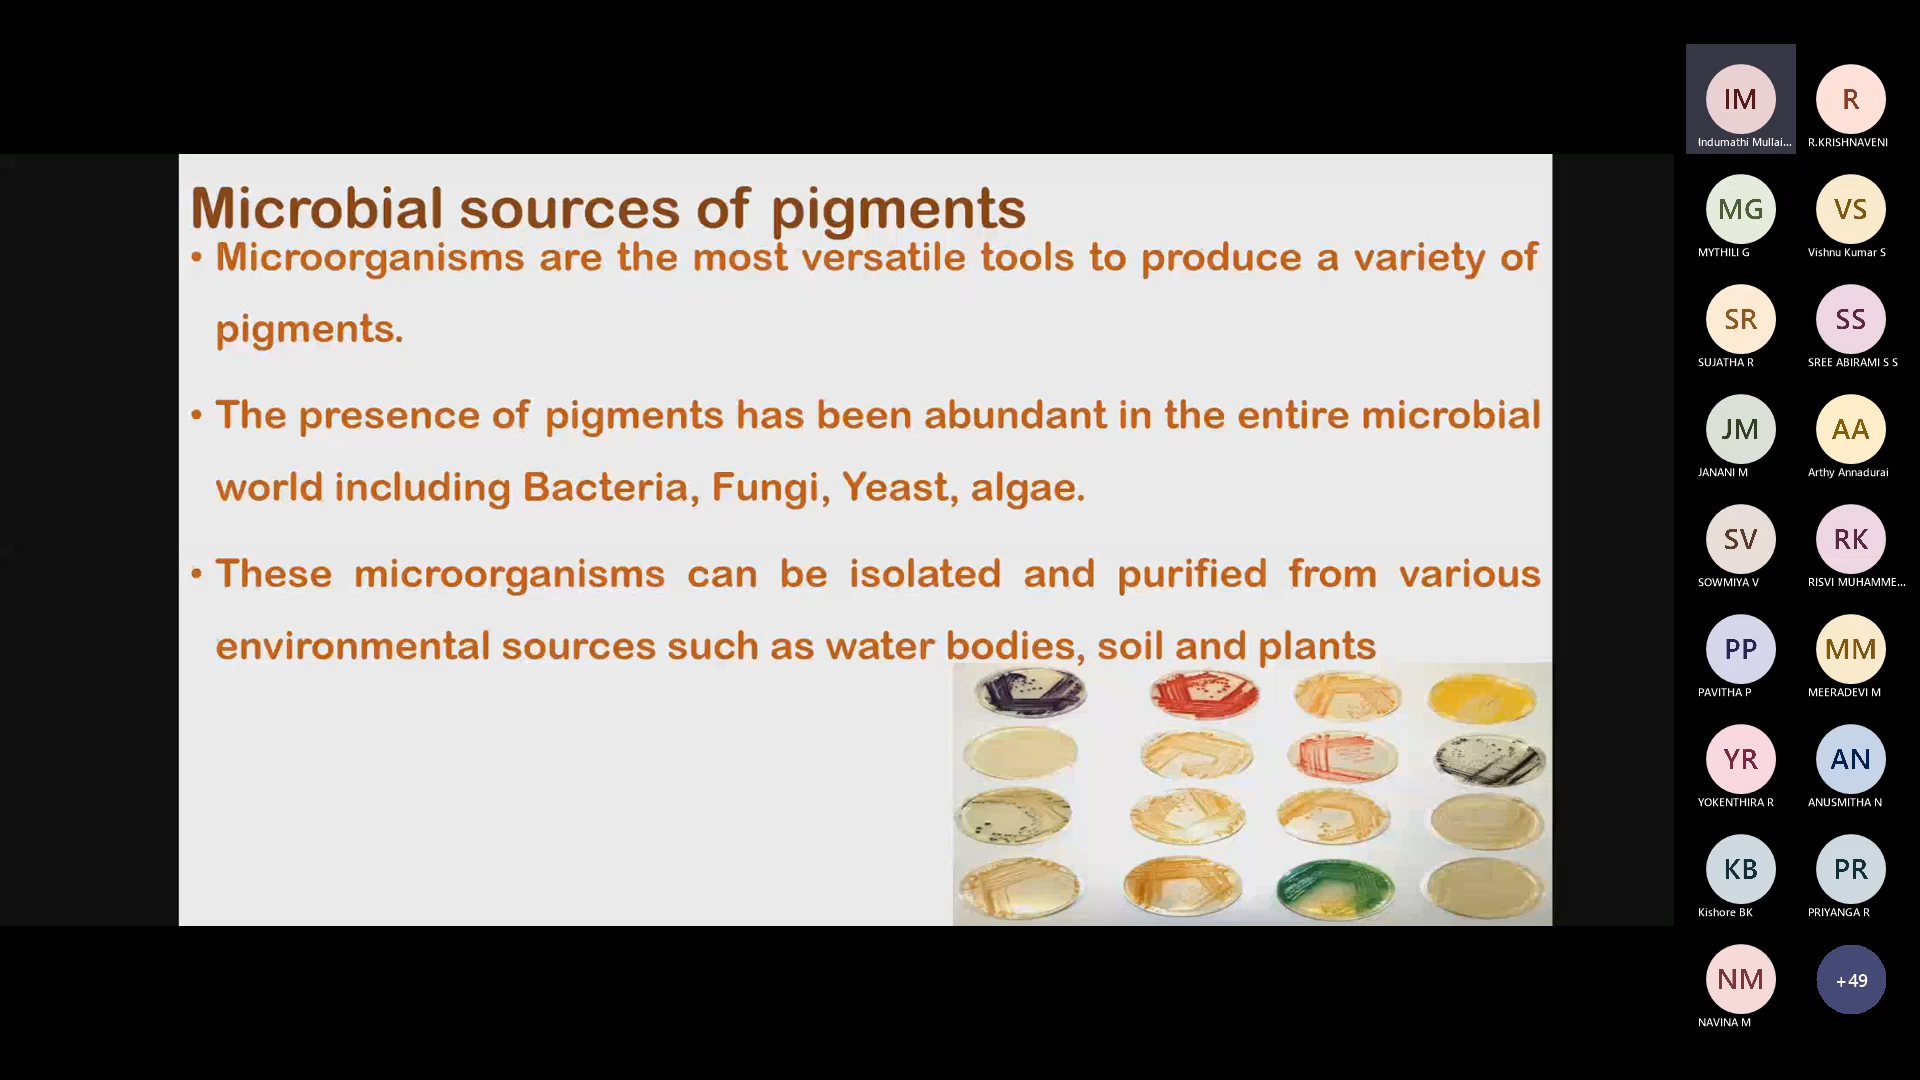 Microbial sources of pigments
• Microorganisms are the most versatile tools to produce a variety of
pigments.
• The presence of pigments has been abundant in the entire microbial
world including Bacteria, Fungi, Yeast, algae.
• These microorganisms can be isolated and purified from various
environmental sources such as water bodies, soil and plants
IM
Indumathi Mullai...
R
R.KRISHNAVENI
MG
MYTHILI G
VS
Vishnu Kumar S
SR
SUJATHA R
SS
SREE ABIRAMI S S
JM
JANANI M
AA
Arthy Annadurai
SV
SOWMIYA V
RK
RISVI MUHAMME...
PP
PAVITHA P
MM
MEERADEVI M
YR
YOKENTHIRA R
AN
ANUSMITHA N
KB
Kishore BK
PR
PRIYANGA R
NM
NAVINA M
+49